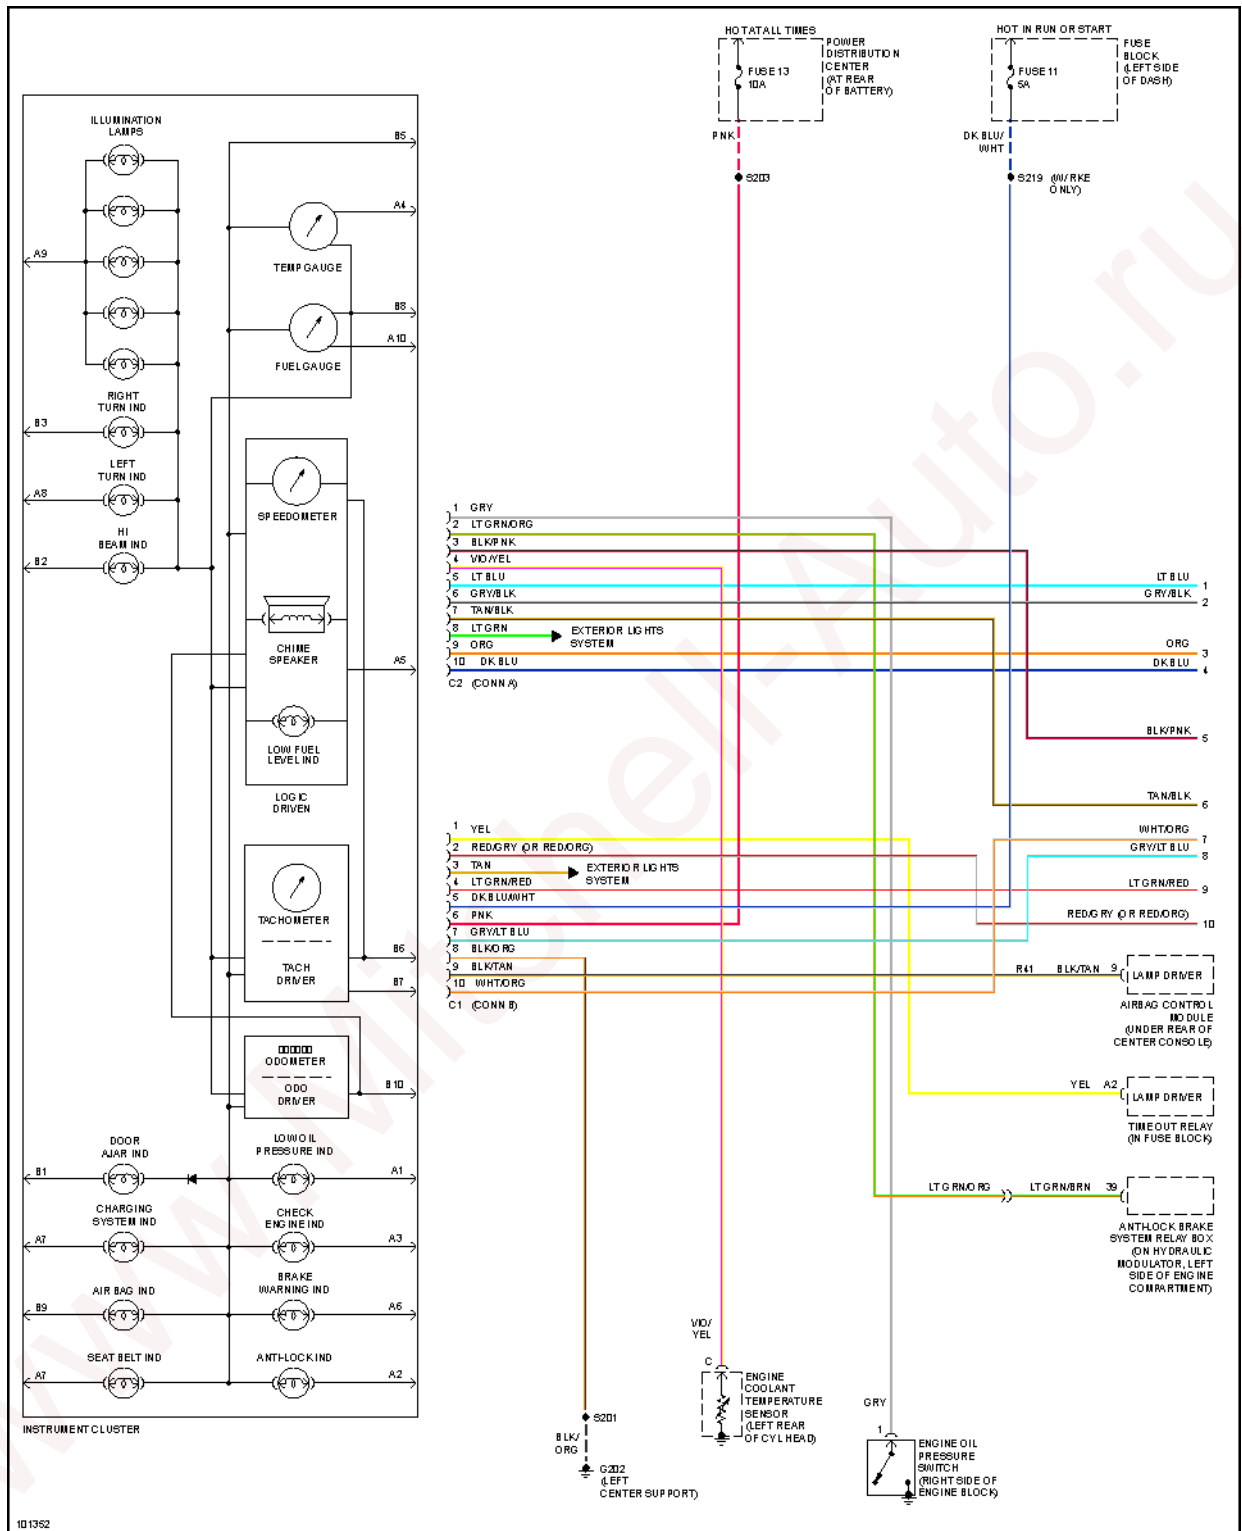 HOT AT ALL TIMES
FUSE 13
10A
POWER
DISTRIBUTION
CENTER
(AT REAR
OF BATTERY)
HOT IN RUN OR START
FUSE 11
5A
FUSE
BLOCK
(LEFT SIDE
OF DASH)
PNK
S203
DK BLU/
WHT
S219 (W/RKE
ONLY)
ILLUMINATION
LAMPS
A9
RIGHT
TURN IND
B3
LEFT
TURN IND
A8
HI
BEAM IND
B2
B5
A4
TEMP GAUGE
B8
A10
FUEL GAUGE
SPEEDOMETER
CHIME
SPEAKER
A5
LOW FUEL
LEVEL IND
LOGIC
DRIVEN
TACHOMETER
TACH
DRIVER
B6
B7
ODOMETER
ODO
DRIVER
B10
DOOR
AJAR IND
B1
LOW OIL
PRESSURE IND
A1
CHARGING
SYSTEM IND
A7
CHECK
ENGINE IND
A3
AIR BAG IND
B9
BRAKE
WARNING IND
A6
SEAT BELT IND
A7
ANTI-LOCK IND
A2
INSTRUMENT CLUSTER
1 GRY
2 LT GRN/ORG
3 BLK/PNK
4 VIO/YEL
5 LT BLU
6 GRY/BLK
7 TAN/BLK
8 LT GRN
EXTERIOR LIGHTS
SYSTEM
9 ORG
10 DK BLU
C2 (CONN A)
LT BLU 1
GRY/BLK 2
ORG 3
DK BLU 4
BLK/PNK 5
TAN/BLK 6
WHT/ORG 7
GRY/LT BLU 8
LT GRN/RED 9
RED/GRY (OR RED/ORG) 10
1 YEL
2 RED/GRY (OR RED/ORG)
3 TAN
EXTERIOR LIGHTS
SYSTEM
4 LT GRN/RED
5 DK BLU/WHT
6 PNK
7 GRY/LT BLU
8 BLK/ORG
9 BLK/TAN
10 WHT/ORG
C1 (CONN B)
R41 BLK/TAN 9
LAMP DRIVER
AIRBAG CONTROL
MODULE
(UNDER REAR OF
CENTER CONSOLE)
YEL A2
LAMP DRIVER
TIME OUT RELAY
(IN FUSE BLOCK)
LT GRN/ORG LT GRN/BRN 39
ANTI-LOCK BRAKE
SYSTEM RELAY BOX
(ON HYDRAULIC
MODULATOR, LEFT
SIDE OF ENGINE
COMPARTMENT)
VIO/
YEL
C
ENGINE
COOLANT
TEMPERATURE
SENSOR
(LEFT REAR
OF CYL HEAD)
GRY
1
ENGINE OIL
PRESSURE
SWITCH
(RIGHT SIDE OF
ENGINE BLOCK)
S201
BLK/
ORG
G202
(LEFT
CENTER SUPPORT)
101352
www.Mitchell-Auto.ru